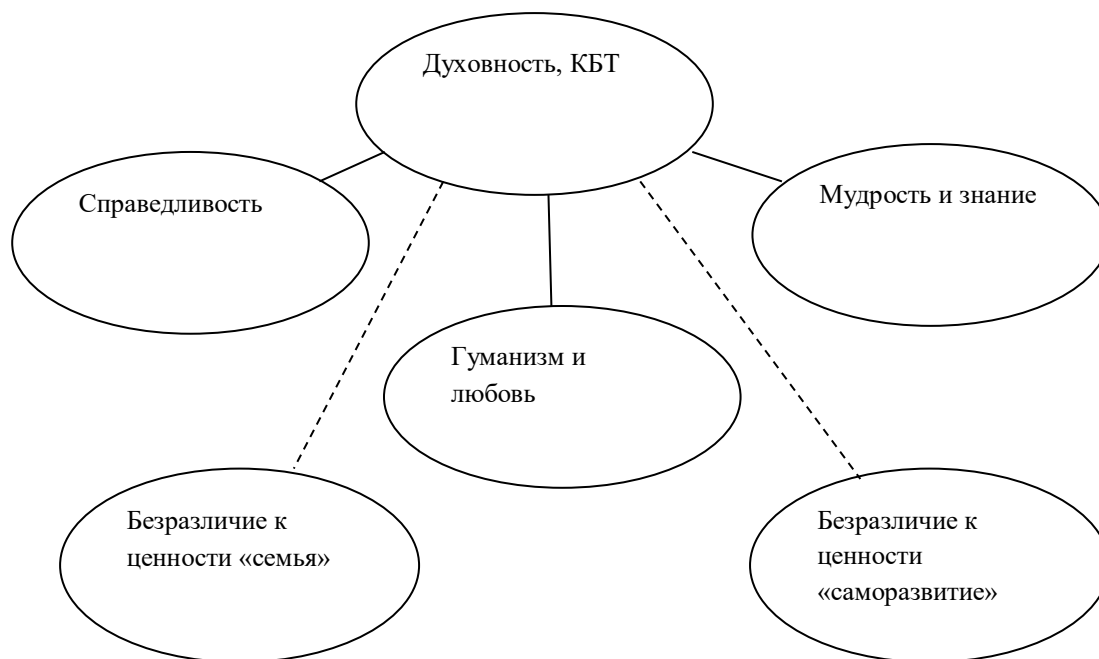 Духовность, КБТ
Справедливость
Мудрость и знание
Гуманизм и
любовь
Безразличие к
ценности «семья»
Безразличие к
ценности
«саморазвитие»